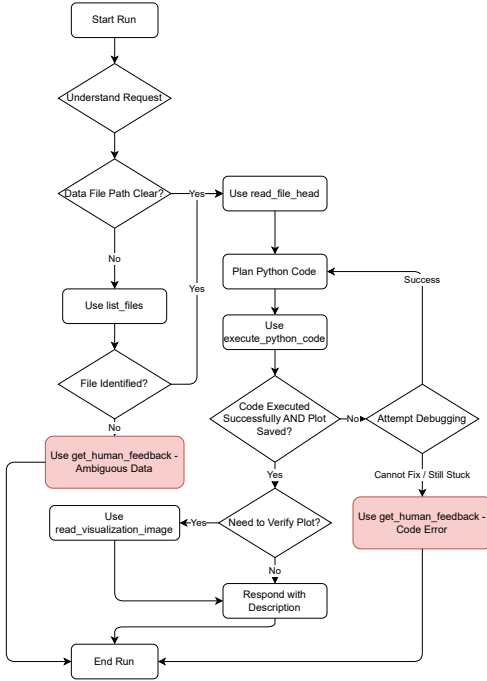 Start Run
Understand Request
Data File Path Clear?
Yes
Use read_file_head
No
Plan Python Code
Success
Yes
Use list_files
Use
execute_python_code
File Identified?
Code Executed
Successfully AND Plot
Saved?
No
Attempt Debugging
No
Use get_human_feedback -
Ambiguous Data
Yes
Cannot Fix / Still Stuck
Use
read_visualization_image
Yes
Need to Verify Plot?
Use get_human_feedback -
Code Error
No
Respond with
Description
End Run